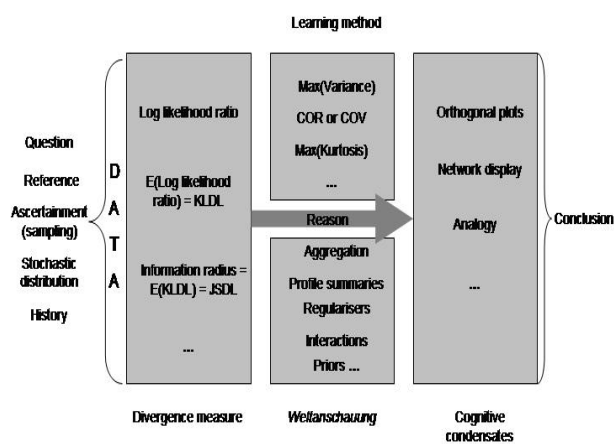 Learning method
Question
Reference
Ascertainment
(sampling)
Stochastic
distribution
History
D
A
T
A
Log likelihood ratio
E(Log likelihood
ratio) = KLDL
Information radius =
E(KLDL) = JSDL
...
Divergence measure
Max(Variance)
COR or COV
Max(Kurtosis)
...
Reason
Aggregation
Profile summaries
Regularisers
Interactions
Priors ...
Weltanschauung
Orthogonal plots
Network display
Analogy
...
Cognitive
condensates
Conclusion